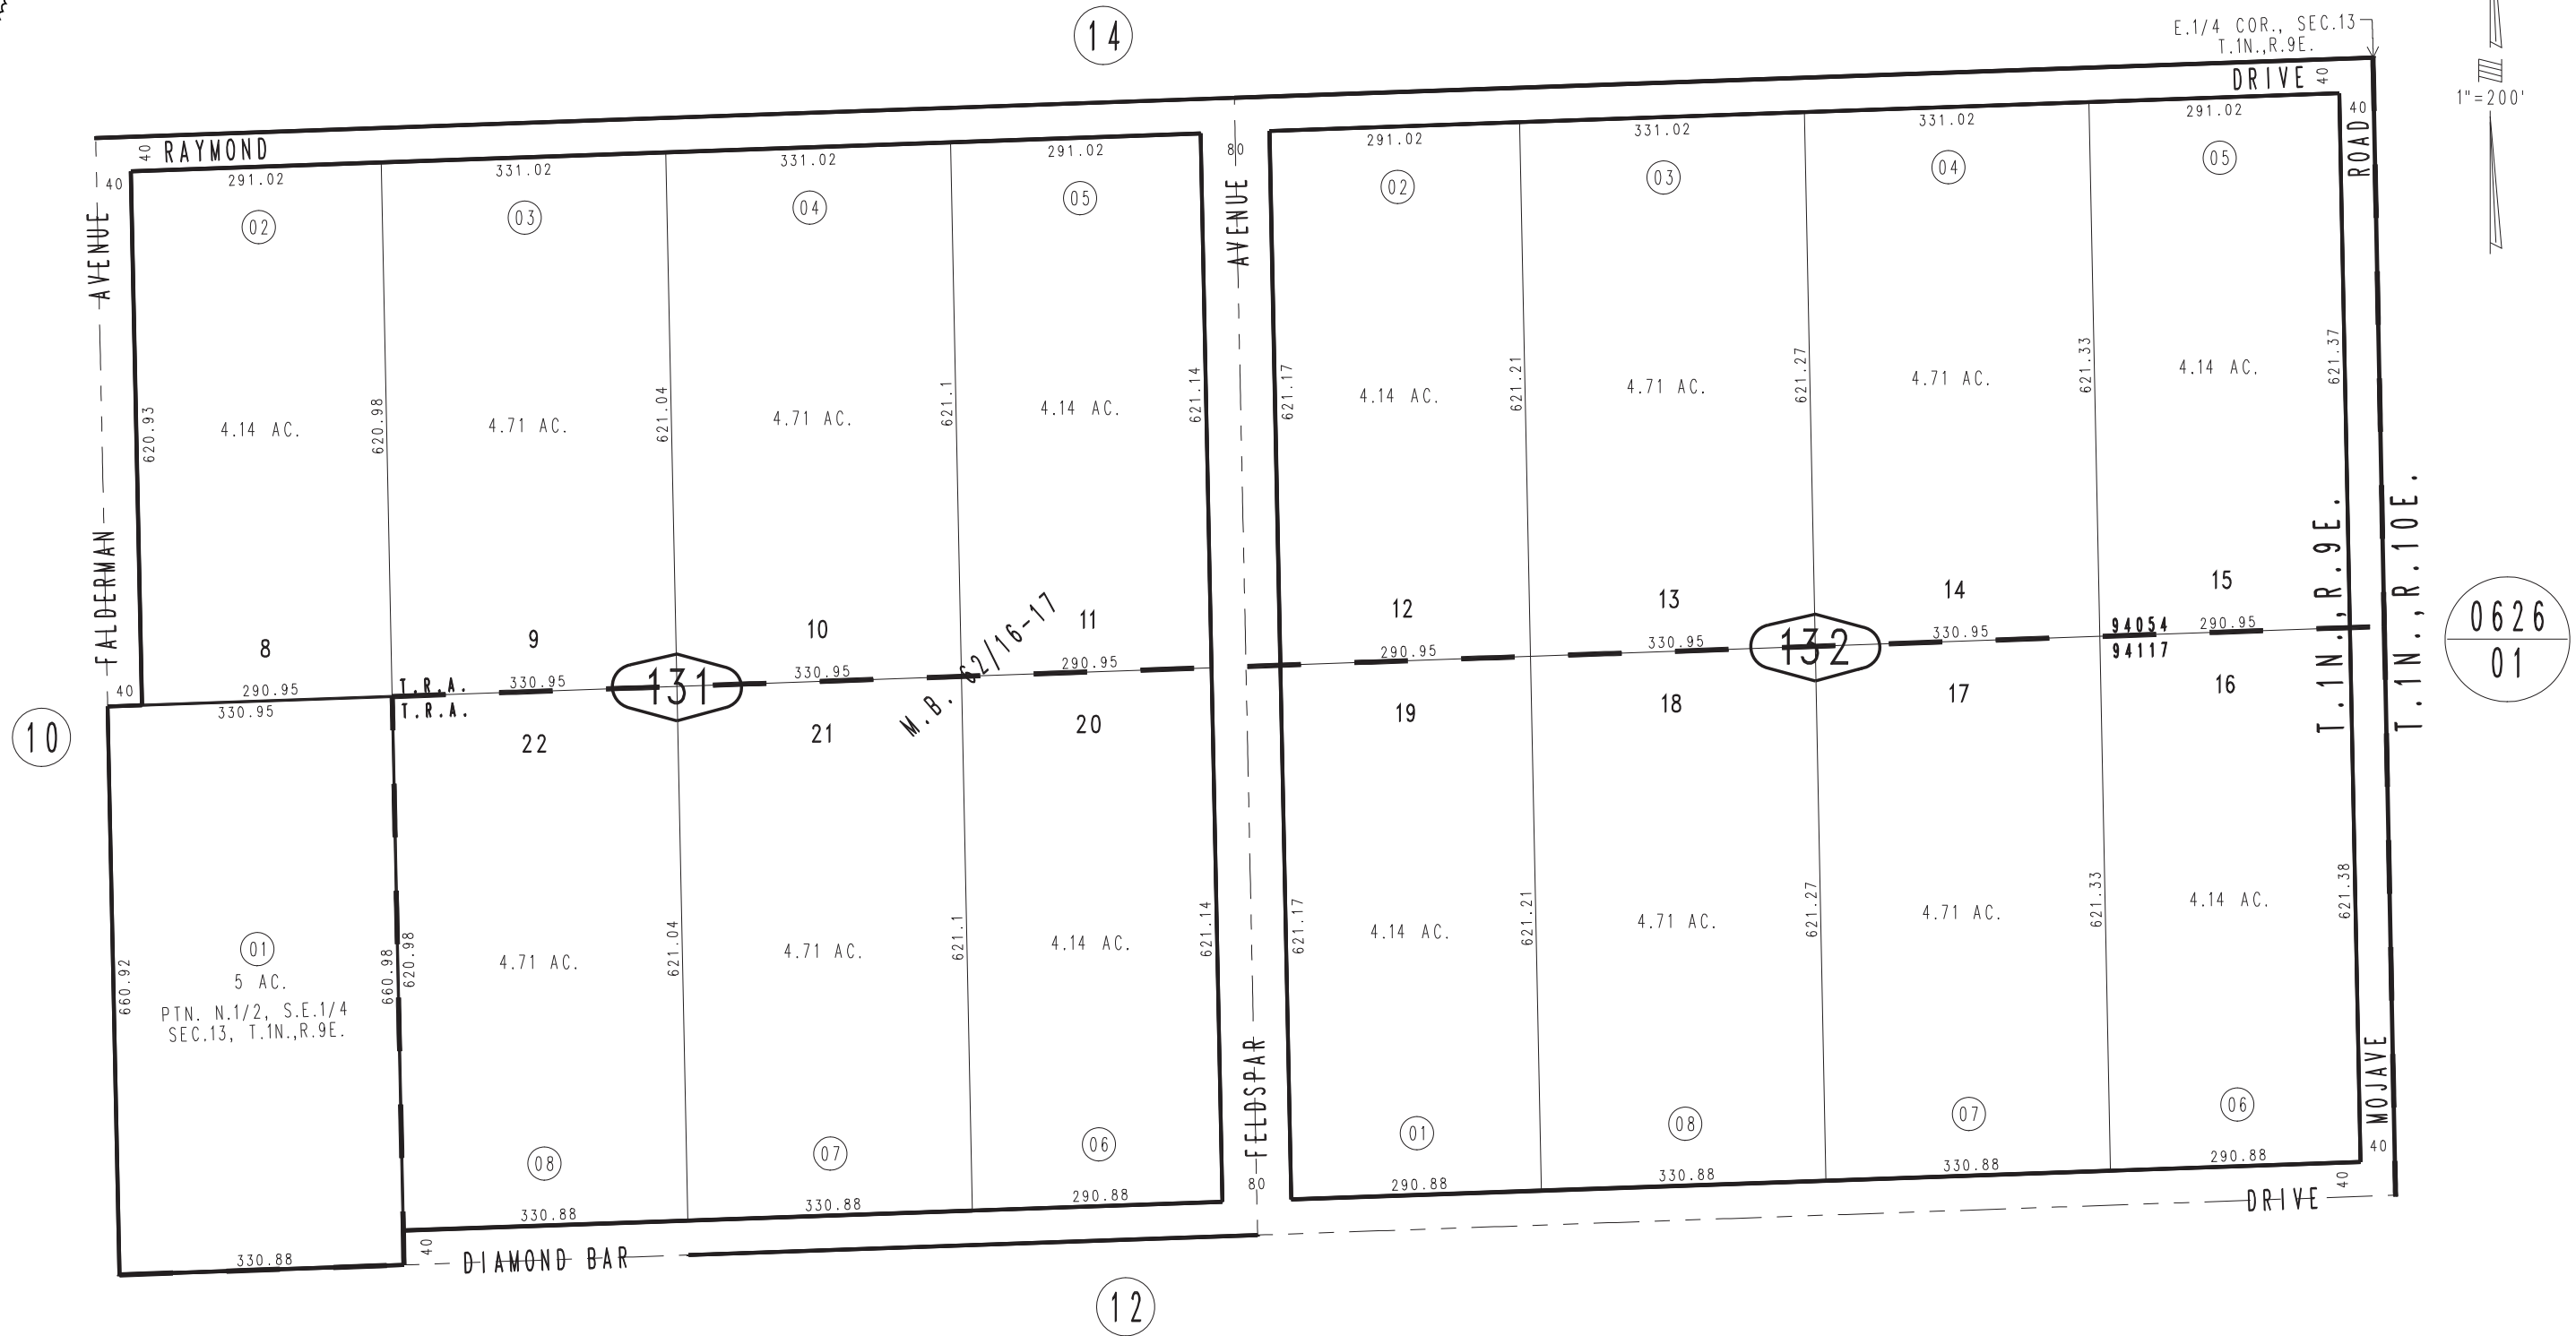 14
E.1/4 COR., SEC.13
T.1N.,R.9E.
1"=200'
RAYMOND
DRIVE
40
40
40
40
80
AVENUE
AVENUE
ROAD
291.02
331.02
331.02
291.02
291.02
331.02
331.02
291.02
02
03
04
05
02
03
04
05
620.93
4.14 AC.
620.98
4.71 AC.
621.04
4.71 AC.
621.1
4.14 AC.
621.14
621.17
4.14 AC.
621.21
4.71 AC.
621.27
4.71 AC.
621.33
4.14 AC.
621.37
FALDERMAN
8
9
10
11
12
13
14
15
40
290.95
T.R.A.
330.95
131
330.95
290.95
290.95
330.95
132
330.95
94054
290.95
330.95
T.R.A.
94117
M.B. 62/16-17
T.1N.,R.9E.
T.1N.,R.10E.
0626
01
10
22
21
20
19
18
17
16
660.92
01
5 AC.
PTN. N.1/2, S.E.1/4
SEC.13, T.1N.,R.9E.
660.98
620.98
4.71 AC.
621.04
4.71 AC.
621.1
4.14 AC.
621.14
621.17
4.14 AC.
621.21
4.71 AC.
621.27
4.71 AC.
621.33
4.14 AC.
621.38
FELDSPAR
MOJAVE
08
07
06
01
08
07
06
330.88
330.88
330.88
290.88
80
290.88
330.88
330.88
290.88
40
40
40
DIAMOND BAR
DRIVE
12